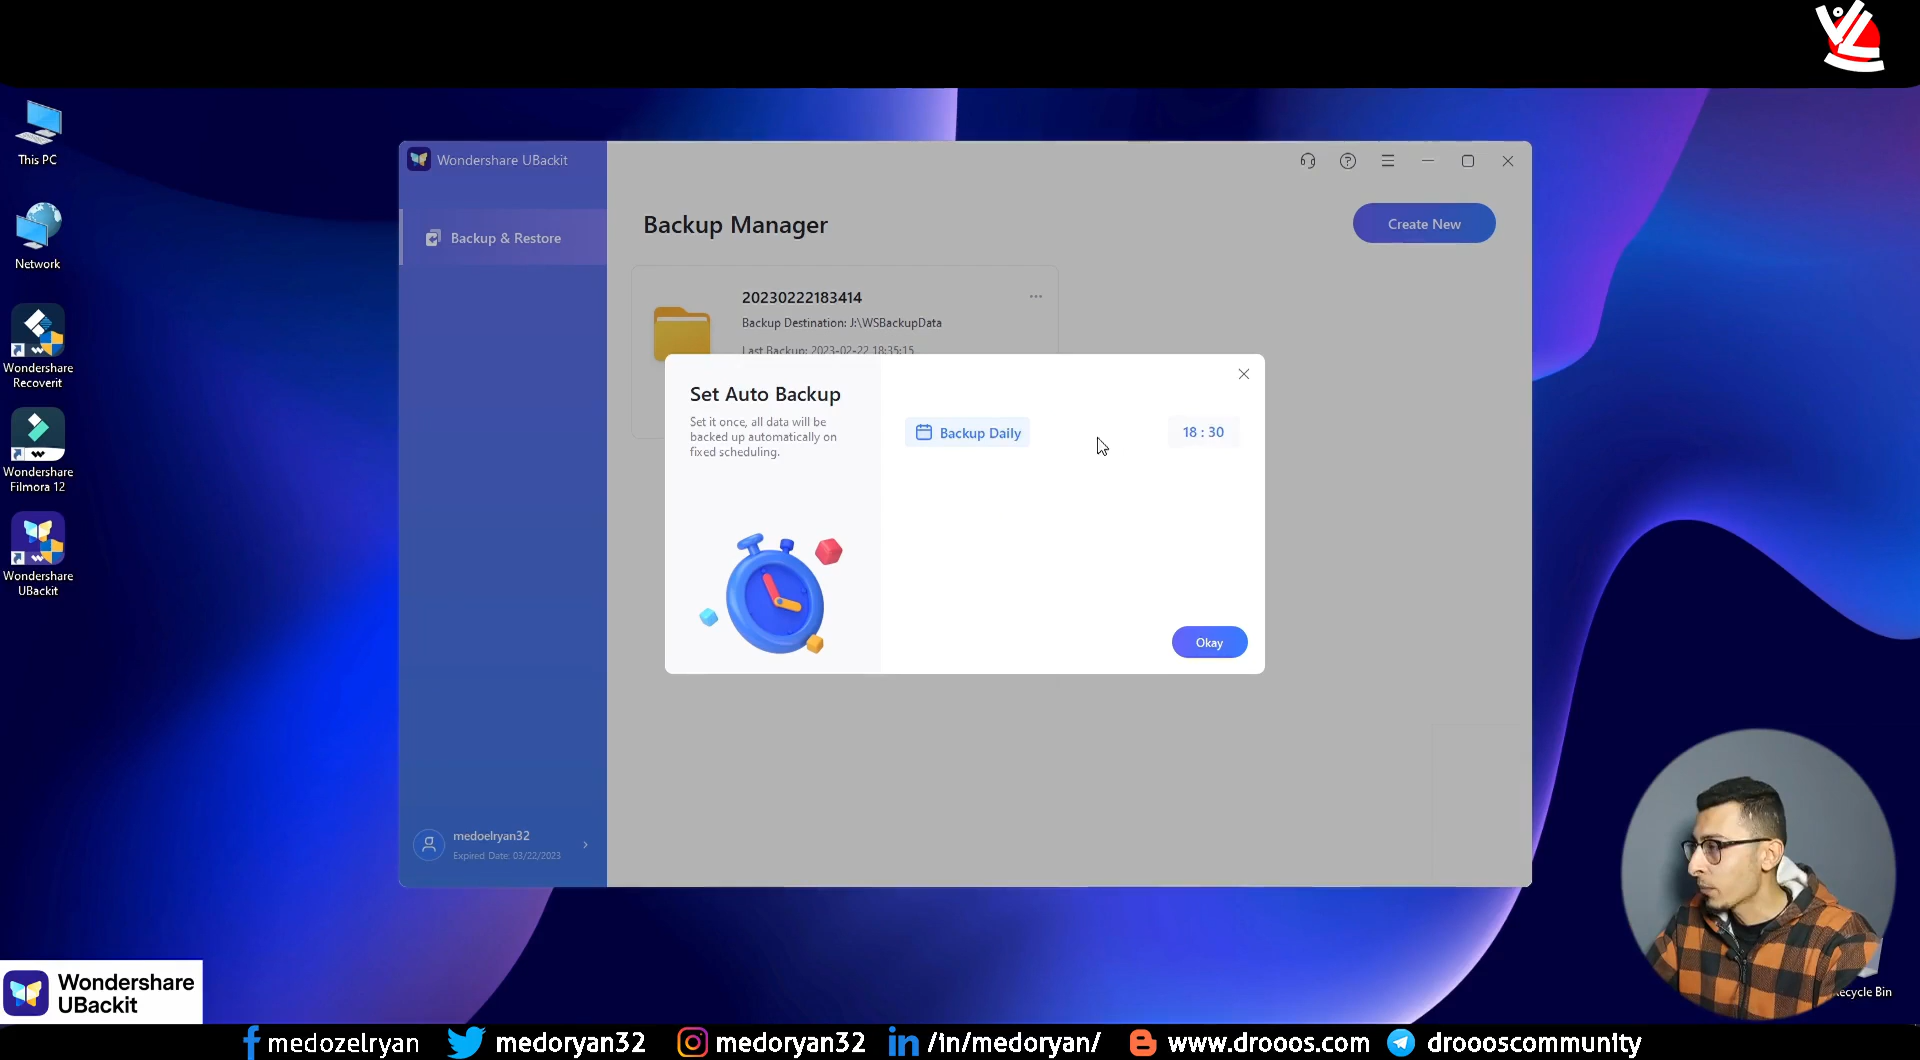 This PC
Network
Wondershare
Recoverit
Wondershare
Filmora 12
Wondershare
UBackit
Wondershare UBackit
Backup & Restore
medoelryan32
Expired Date: 03/22/2023
Backup Manager
Create New
20230222183414
Backup Destination: J:\WSBackupData
Last Backup: 2023-02-22 18:35:15
Set Auto Backup
Set it once, all data will be
backed up automatically on
fixed scheduling.
Backup Daily
18 : 30
Okay
Recycle Bin
Wondershare
UBackit
medozelryan
medoryan32
medoryan32
/in/medoryan/
www.drooos.com
droooscommunity